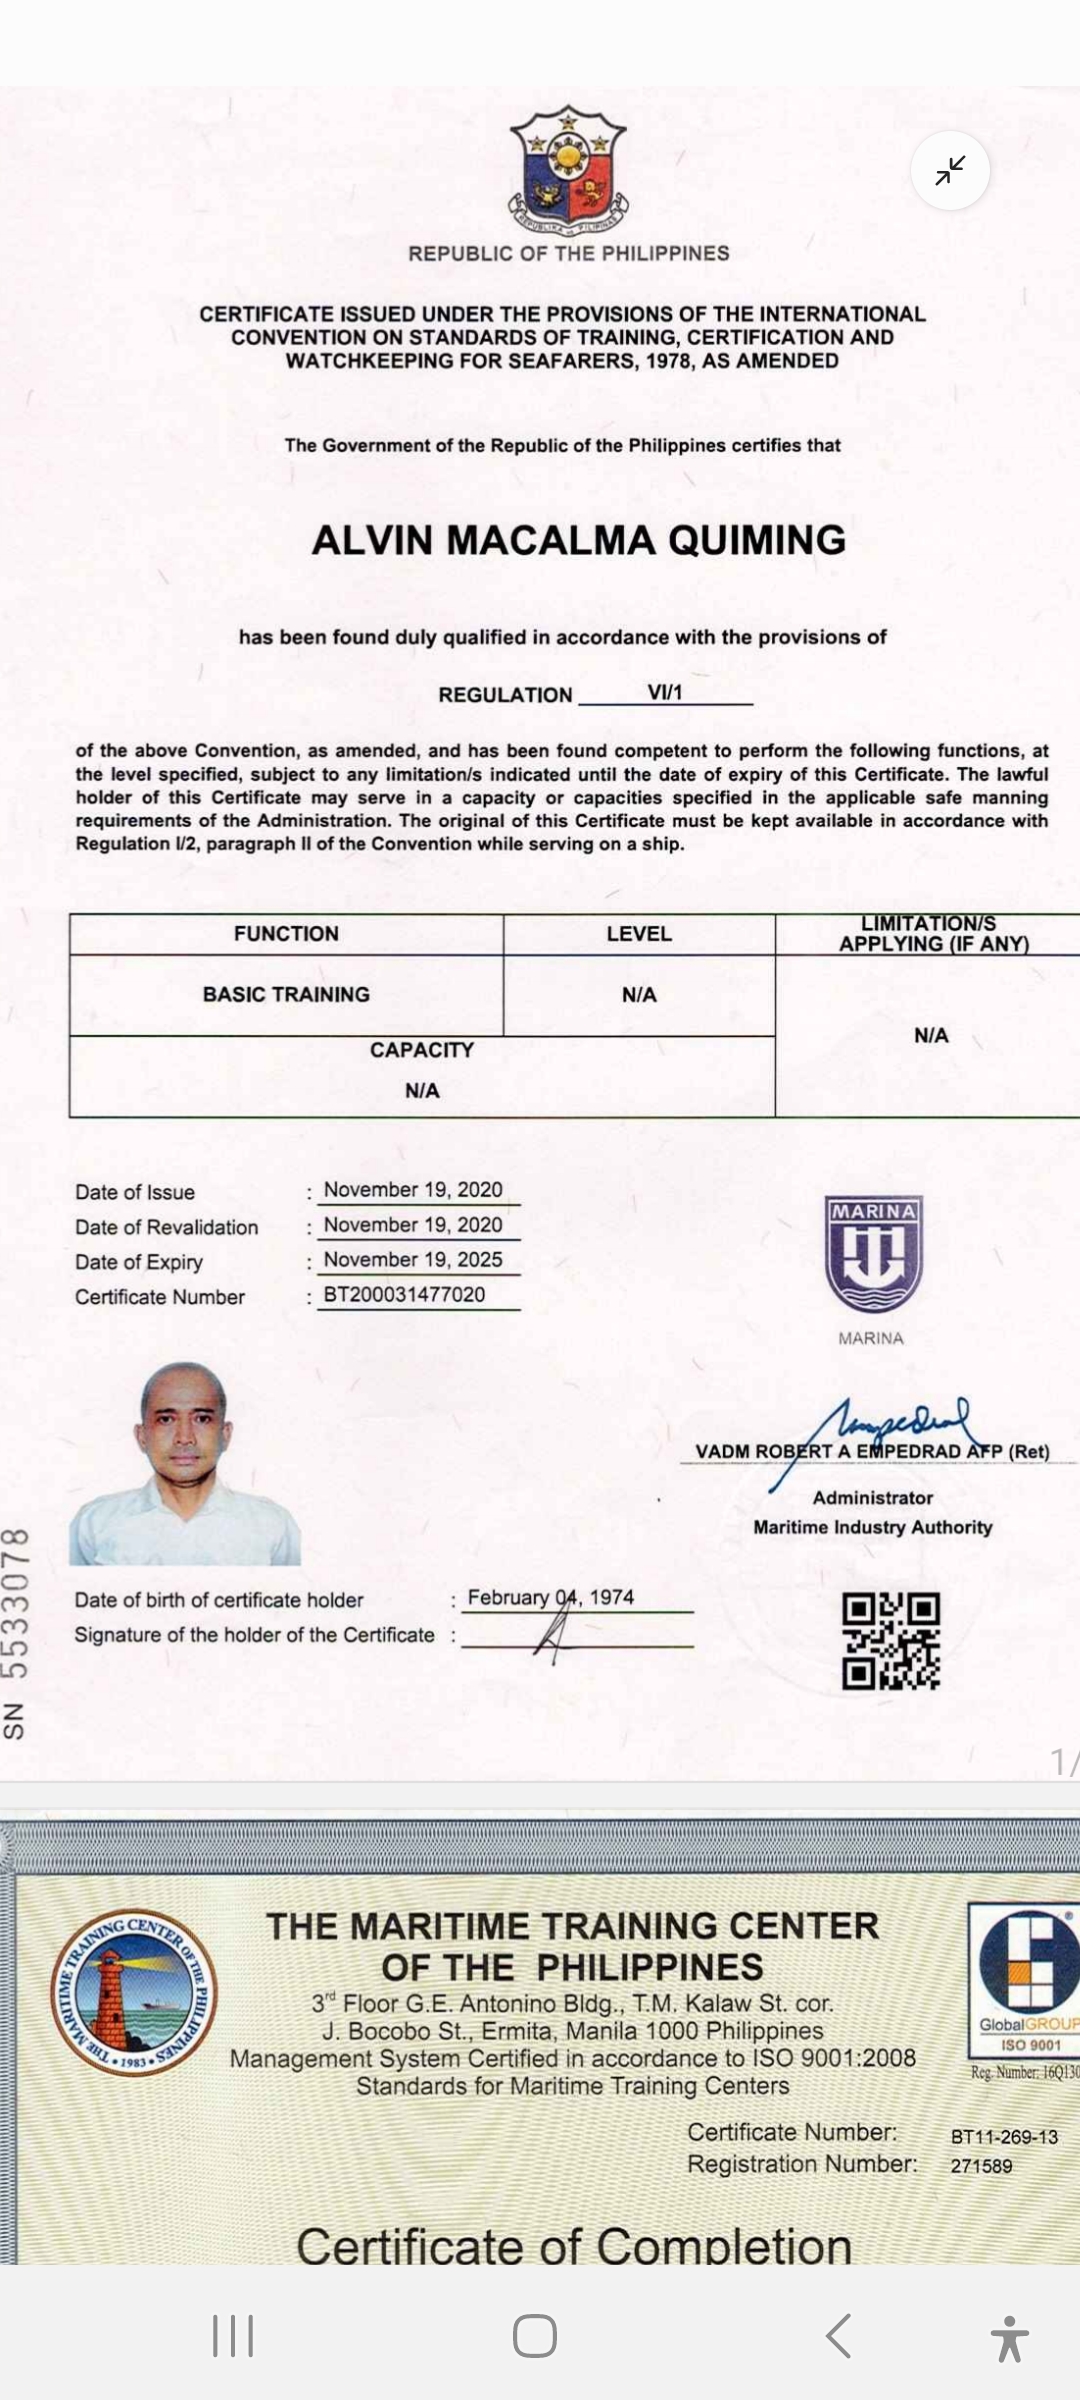 REPUBLIKA NG PILIPINAS
REPUBLIC OF THE PHILIPPINES
CERTIFICATE ISSUED UNDER THE PROVISIONS OF THE INTERNATIONAL
CONVENTION ON STANDARDS OF TRAINING, CERTIFICATION AND
WATCHKEEPING FOR SEAFARERS, 1978, AS AMENDED
The Government of the Republic of the Philippines certifies that
ALVIN MACALMA QUIMING
has been found duly qualified in accordance with the provisions of
REGULATION VI/1
of the above Convention, as amended, and has been found competent to perform the following functions, at
the level specified, subject to any limitation/s indicated until the date of expiry of this Certificate. The lawful
holder of this Certificate may serve in a capacity or capacities specified in the applicable safe manning
requirements of the Administration. The original of this Certificate must be kept available in accordance with
Regulation I/2, paragraph II of the Convention while serving on a ship.
FUNCTION LEVEL LIMITATION/S
APPLYING (IF ANY)
BASIC TRAINING N/A
N/A
CAPACITY
N/A
Date of Issue : November 19, 2020
Date of Revalidation : November 19, 2020
Date of Expiry : November 19, 2025
Certificate Number : BT200031477020
MARINA
MARINA
VADM ROBERT A EMPEDRAD AFP (Ret)
Administrator
Maritime Industry Authority
Date of birth of certificate holder : February 04, 1974
Signature of the holder of the Certificate :
SN 5533078
1/
THE MARITIME TRAINING CENTER OF THE PHILIPPINES
• 1983 •
THE MARITIME TRAINING CENTER
OF THE PHILIPPINES
3rd Floor G.E. Antonino Bldg., T.M. Kalaw St. cor.
J. Bocobo St., Ermita, Manila 1000 Philippines
Management System Certified in accordance to ISO 9001:2008
Standards for Maritime Training Centers
GlobalGROUP
ISO 9001
Reg. Number: 16Q130
Certificate Number: BT11-269-13
Registration Number: 271589
Certificate of Completion